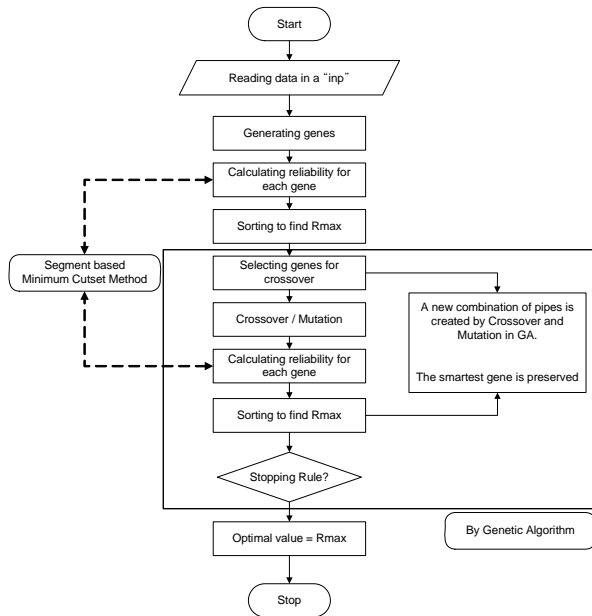 Start
Reading data in a “inp”
Generating genes
Calculating reliability for
each gene
Sorting to find Rmax
Segment based
Minimum Cutset Method
Selecting genes for
crossover
Crossover / Mutation
Calculating reliability for
each gene
Sorting to find Rmax
A new combination of pipes is
created by Crossover and
Mutation in GA.
The smartest gene is preserved
Stopping Rule?
By Genetic Algorithm
Optimal value = Rmax
Stop